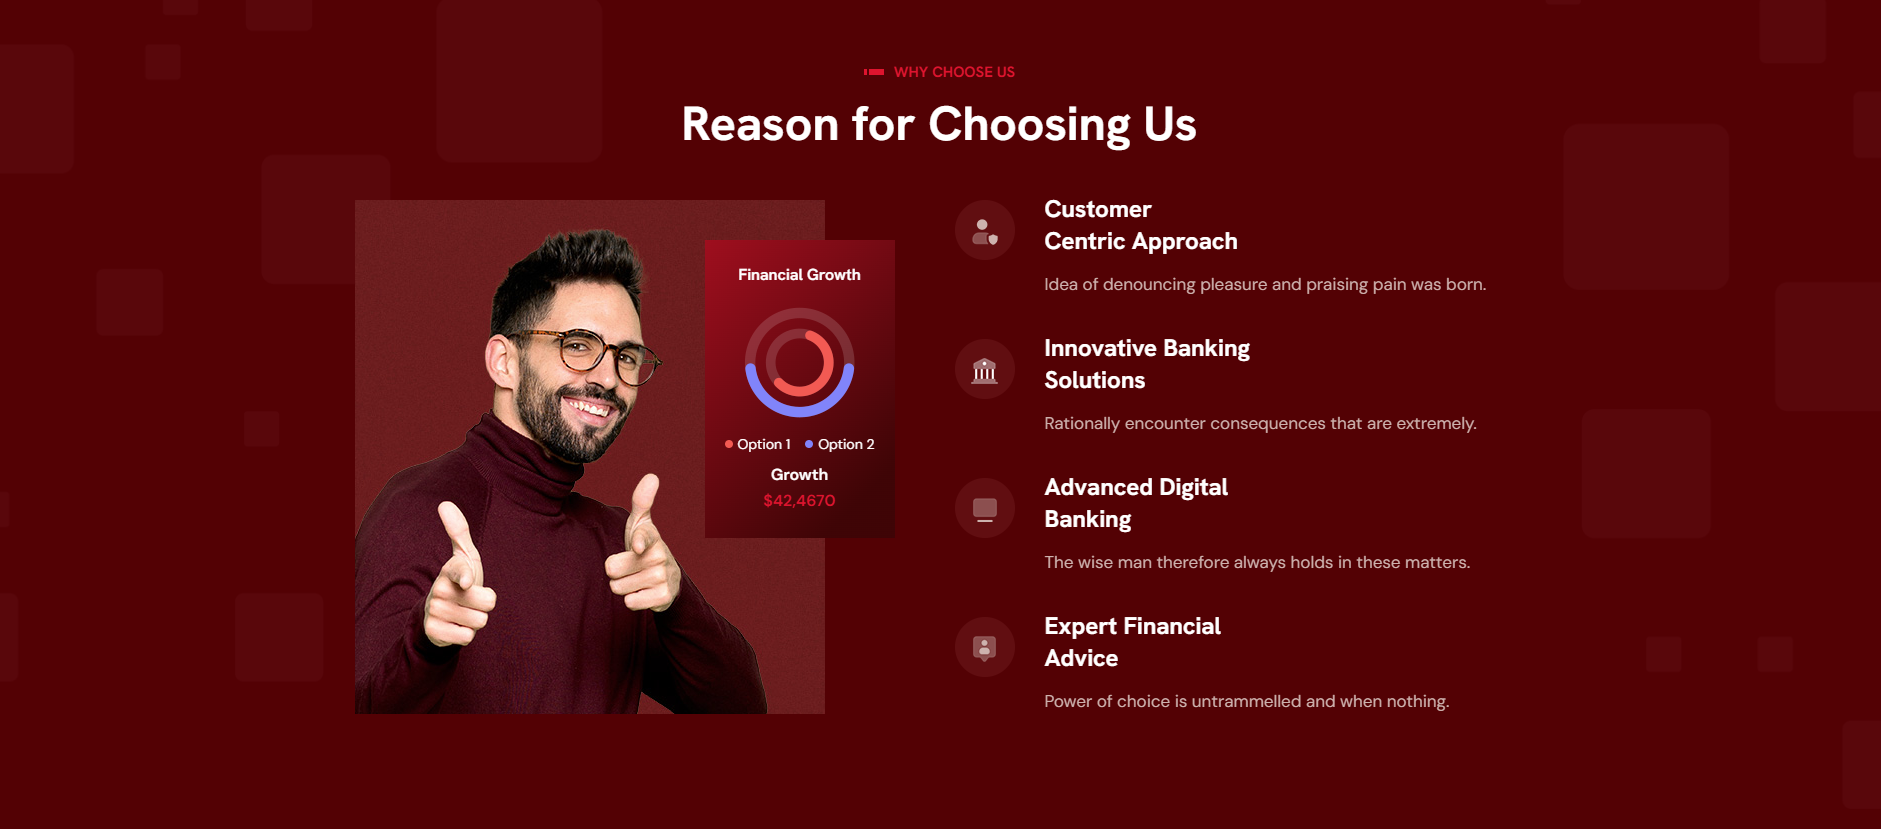 WHY CHOOSE US
Reason for Choosing Us
Financial Growth
Option 1
Option 2
Growth
$42,4670
Customer
Centric Approach
Idea of denouncing pleasure and praising pain was born.
Innovative Banking
Solutions
Rationally encounter consequences that are extremely.
Advanced Digital
Banking
The wise man therefore always holds in these matters.
Expert Financial
Advice
Power of choice is untrammelled and when nothing.